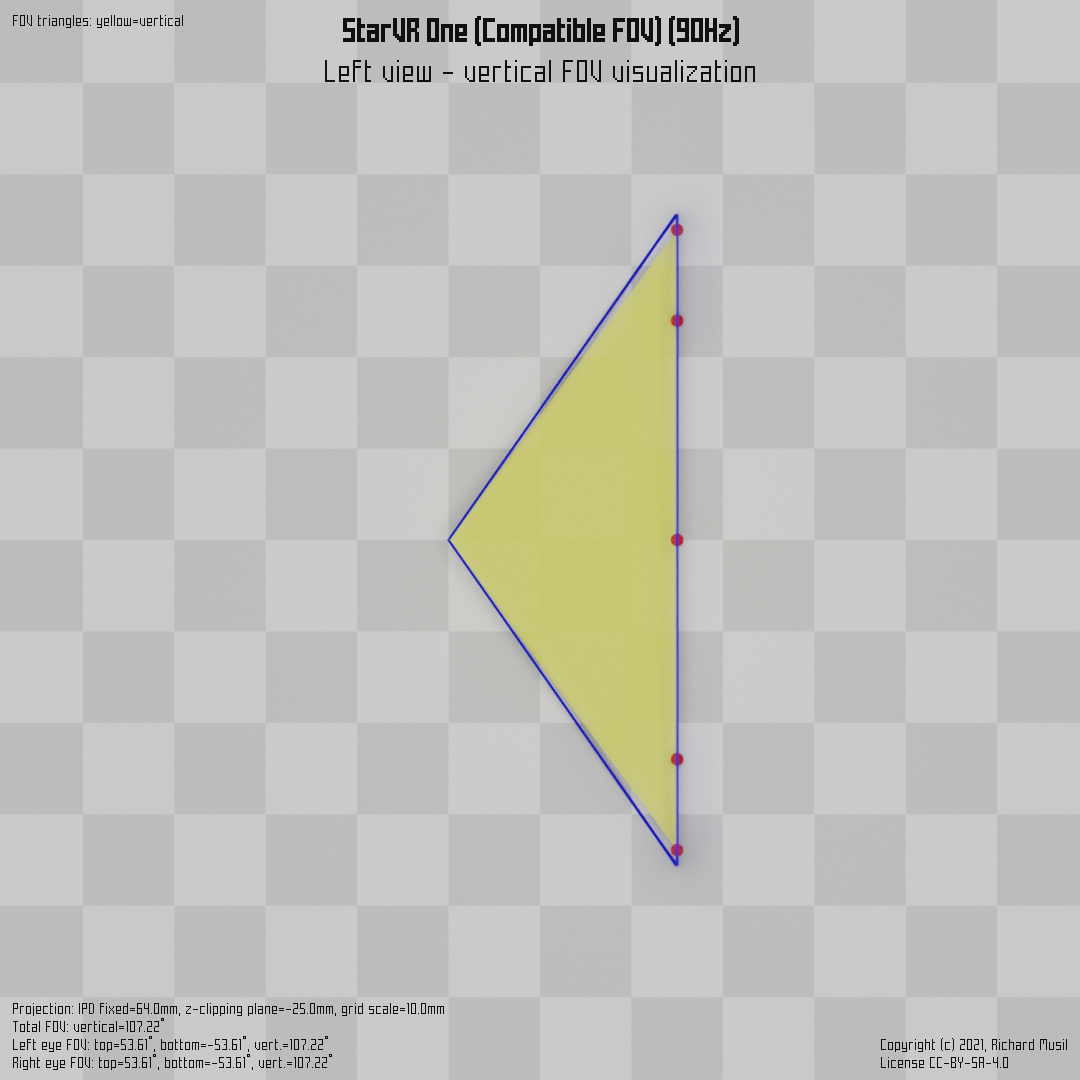 FOV triangles: yellow=vertical
StarVR One (Compatible FOV) (90Hz)
Left view - vertical FOV visualization
Projection: IPD fixed=64.0mm, z-clipping plane=-25.0mm, grid scale=10.0mm
Total FOV: vertical=107.22°
Left eye FOV: top=53.61°, bottom=-53.61°, vert.=107.22°
Right eye FOV: top=53.61°, bottom=-53.61°, vert.=107.22°
Copyright (c) 2021, Richard Musil
License CC-BY-SA-4.0